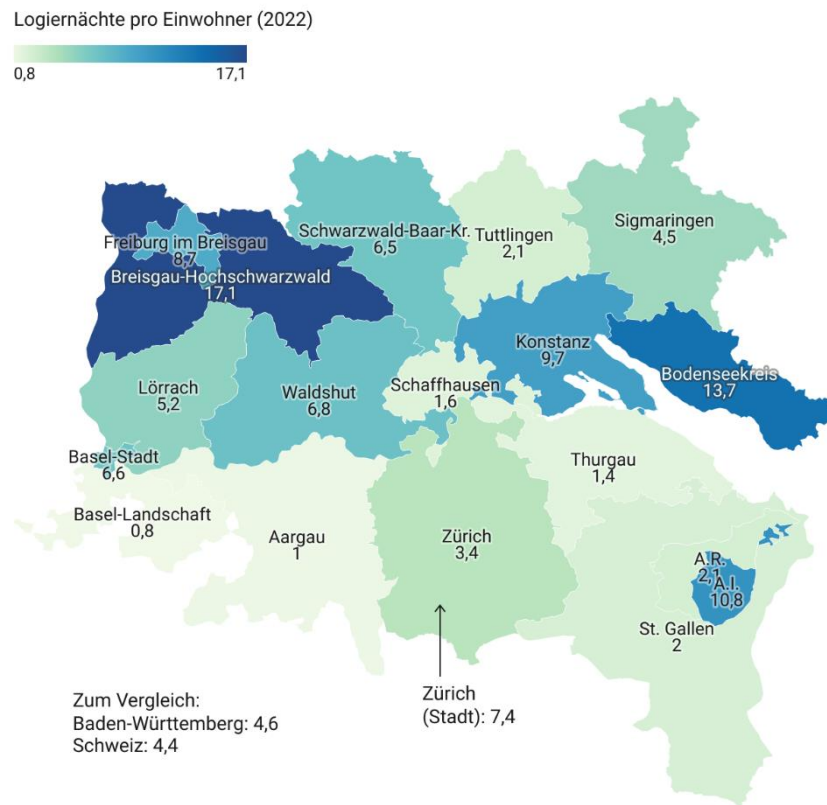 Logiernächte pro Einwohner (2022)
0,8 17,1
Freiburg im Breisgau
8,7
Breisgau-Hochschwarzwald
17,1
Schwarzwald-Baar-Kr.
6,5
Tuttlingen
2,1
Sigmaringen
4,5
Konstanz
9,7
Bodenseekreis
13,7
Lörrach
5,2
Waldshut
6,8
Schaffhausen
1,6
Basel-Stadt
6,6
Basel-Landschaft
0,8
Aargau
1
Zürich
3,4
Thurgau
1,4
A.R.
2,1
A.I.
10,8
St. Gallen
2
Zum Vergleich:
Baden-Württemberg: 4,6
Schweiz: 4,4
Zürich
(Stadt): 7,4